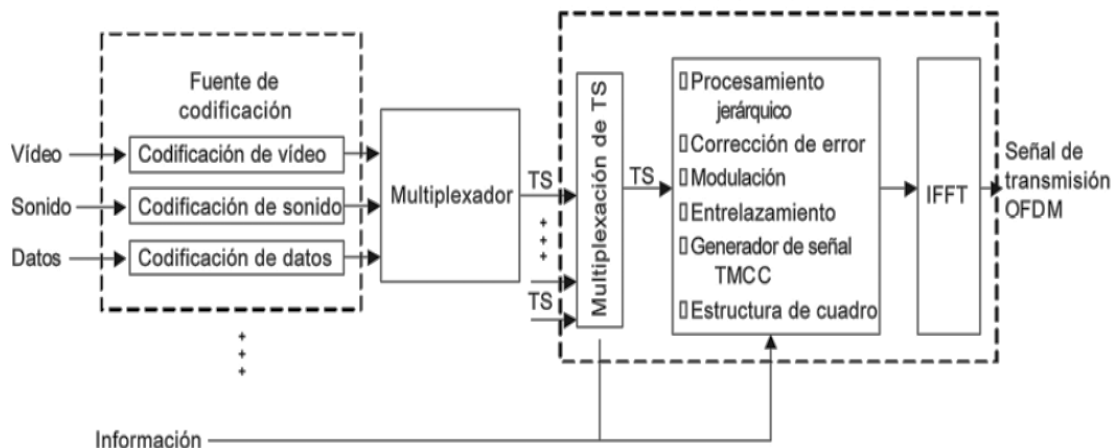 Fuente de
codificación
Vídeo
Codificación de vídeo
Sonido
Codificación de sonido
Datos
Codificación de datos
Multiplexador
TS
TS
Multiplexación de TS
TS
Procesamiento
jerárquico
Corrección de error
Modulación
Entrelazamiento
Generador de señal
TMCC
Estructura de cuadro
IFFT
Señal de
transmisión
OFDM
Información